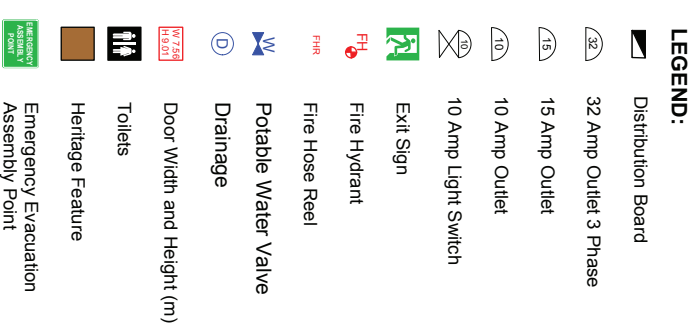 LEGEND:
Distribution Board
32 32 Amp Outlet 3 Phase
15 15 Amp Outlet
10 10 Amp Outlet
10 10 Amp Light Switch
Exit Sign
FH Fire Hydrant
FHR Fire Hose Reel
W Potable Water Valve
D Drainage
W 7.56
H 9.01
Door Width and Height (m)
Toilets
Heritage Feature
EMERGENCY
ASSEMBLY
POINT
Emergency Evacuation
Assembly Point